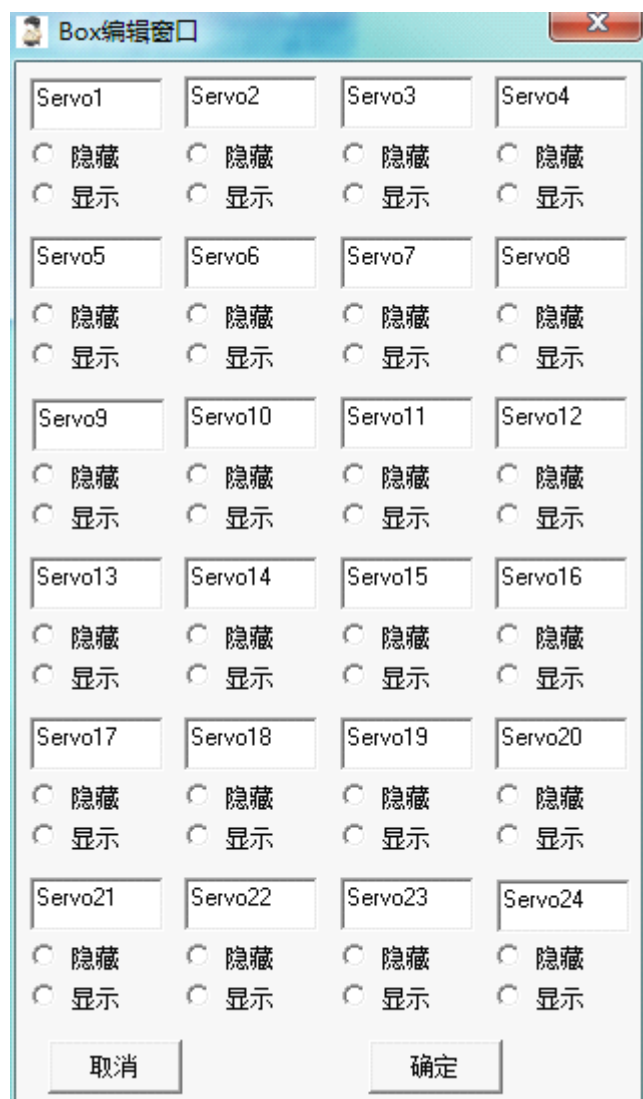 Box编辑窗口
Servo1 Servo2 Servo3 Servo4
隐藏 隐藏 隐藏 隐藏
显示 显示 显示 显示
Servo5 Servo6 Servo7 Servo8
隐藏 隐藏 隐藏 隐藏
显示 显示 显示 显示
Servo9 Servo10 Servo11 Servo12
隐藏 隐藏 隐藏 隐藏
显示 显示 显示 显示
Servo13 Servo14 Servo15 Servo16
隐藏 隐藏 隐藏 隐藏
显示 显示 显示 显示
Servo17 Servo18 Servo19 Servo20
隐藏 隐藏 隐藏 隐藏
显示 显示 显示 显示
Servo21 Servo22 Servo23 Servo24
隐藏 隐藏 隐藏 隐藏
显示 显示 显示 显示
取消 确定